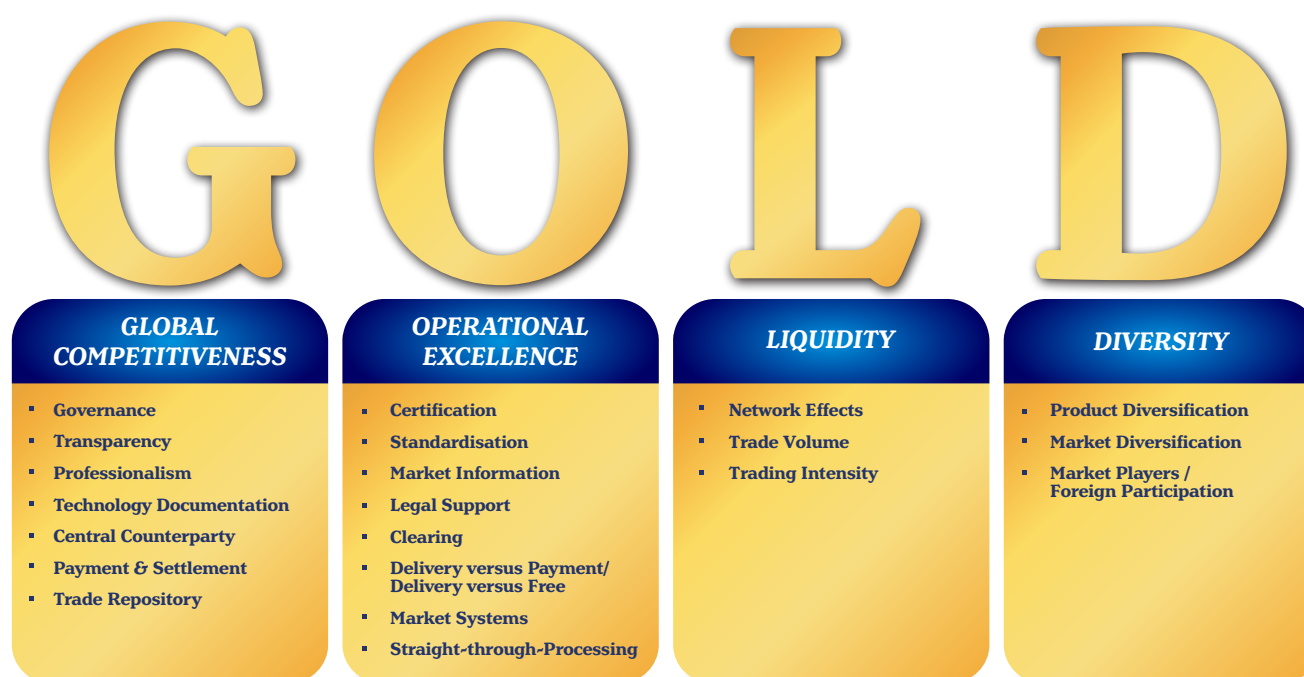 G O L D
GLOBAL
COMPETITIVENESS
▪ Governance
▪ Transparency
▪ Professionalism
▪ Technology Documentation
▪ Central Counterparty
▪ Payment & Settlement
▪ Trade Repository
OPERATIONAL
EXCELLENCE
▪ Certification
▪ Standardisation
▪ Market Information
▪ Legal Support
▪ Clearing
▪ Delivery versus Payment/
Delivery versus Free
▪ Market Systems
▪ Straight-through-Processing
LIQUIDITY
▪ Network Effects
▪ Trade Volume
▪ Trading Intensity
DIVERSITY
▪ Product Diversification
▪ Market Diversification
▪ Market Players /
Foreign Participation